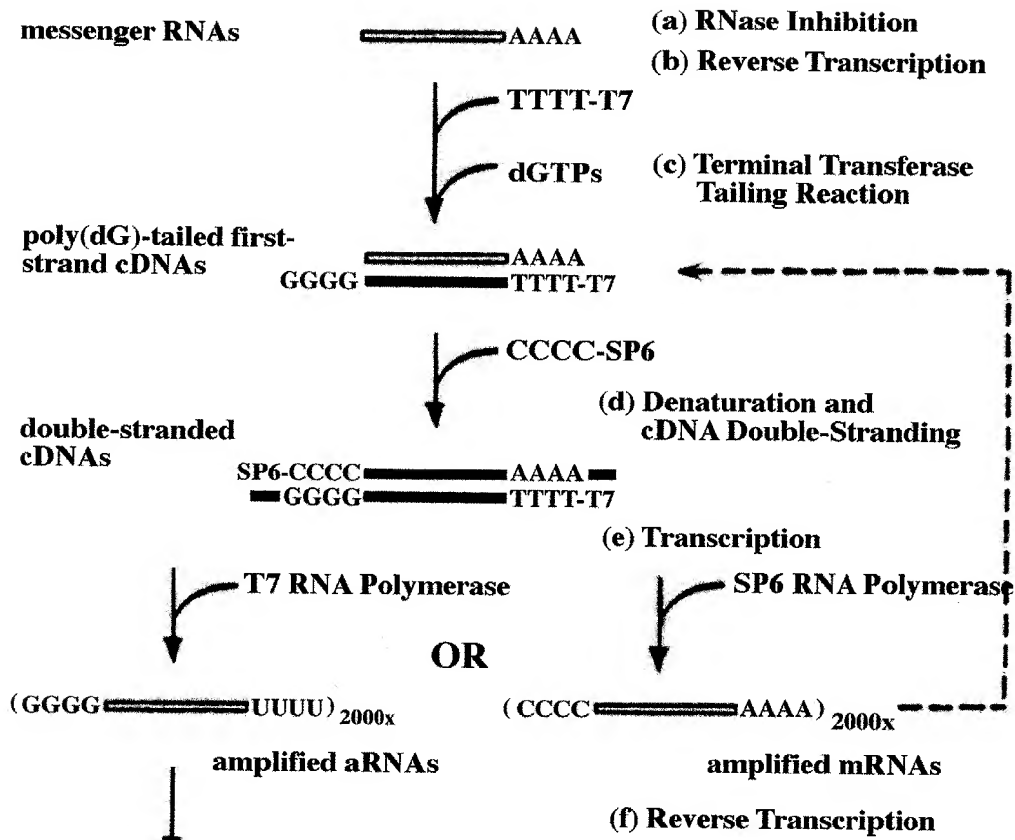 messenger RNAs
AAAA
(a) RNase Inhibition
(b) Reverse Transcription
TTTT-T7
dGTPs
(c) Terminal Transferase
Tailing Reaction
poly(dG)-tailed first-
strand cDNAs
AAAA
GGGG TTTT-T7
CCCC-SP6
(d) Denaturation and
cDNA Double-Stranding
double-stranded
cDNAs
SP6-CCCC AAAA
GGGG TTTT-T7
(e) Transcription
T7 RNA Polymerase
SP6 RNA Polymerase
OR
(GGGG UUUU) 2000x
(CCCC AAAA) 2000x
amplified aRNAs
amplified mRNAs
(f) Reverse Transcription